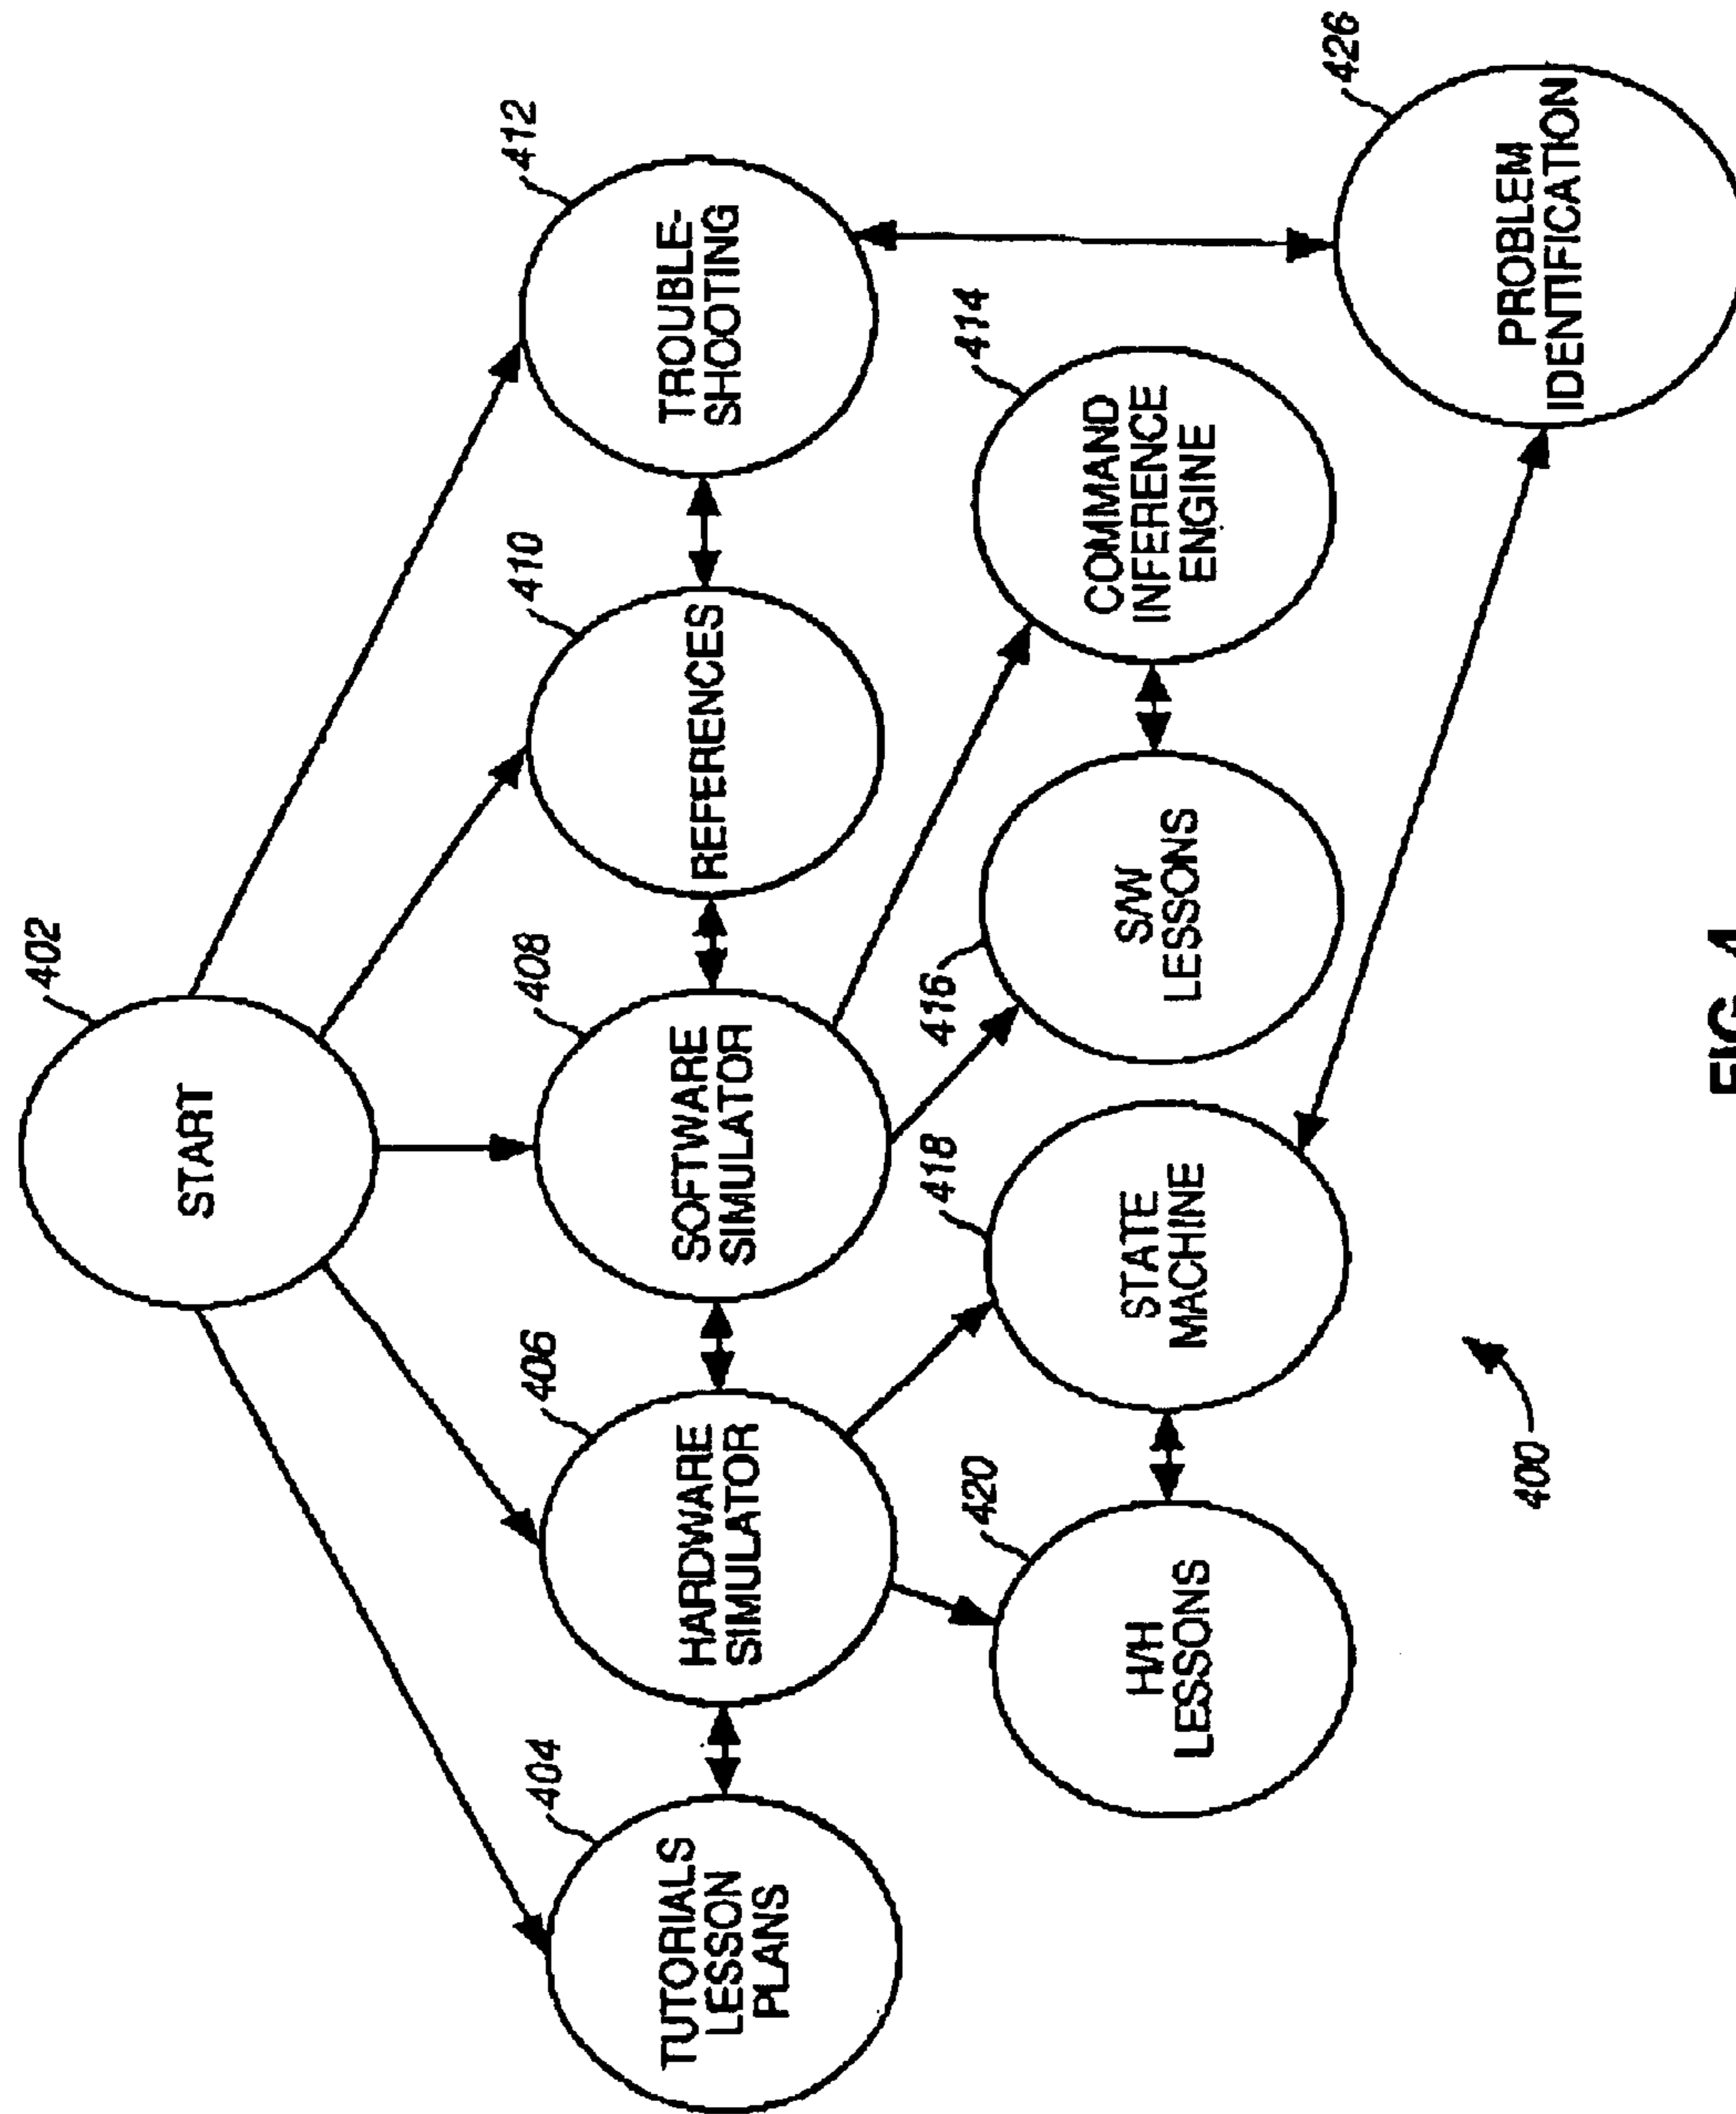 402
START
404
TUTORIALS
LESSON
PLANS
406
HARDWARE
SIMULATOR
408
SOFTWARE
SIMULATOR
410
REFERENCES
412
TROUBLE-
SHOOTING
420
H/W
LESSONS
418
STATE
MACHINE
416
S/W
LESSONS
414
COMMAND
INFERENCE
ENGINE
426
PROBLEM
IDENTIFICATION
400
FIG. 4